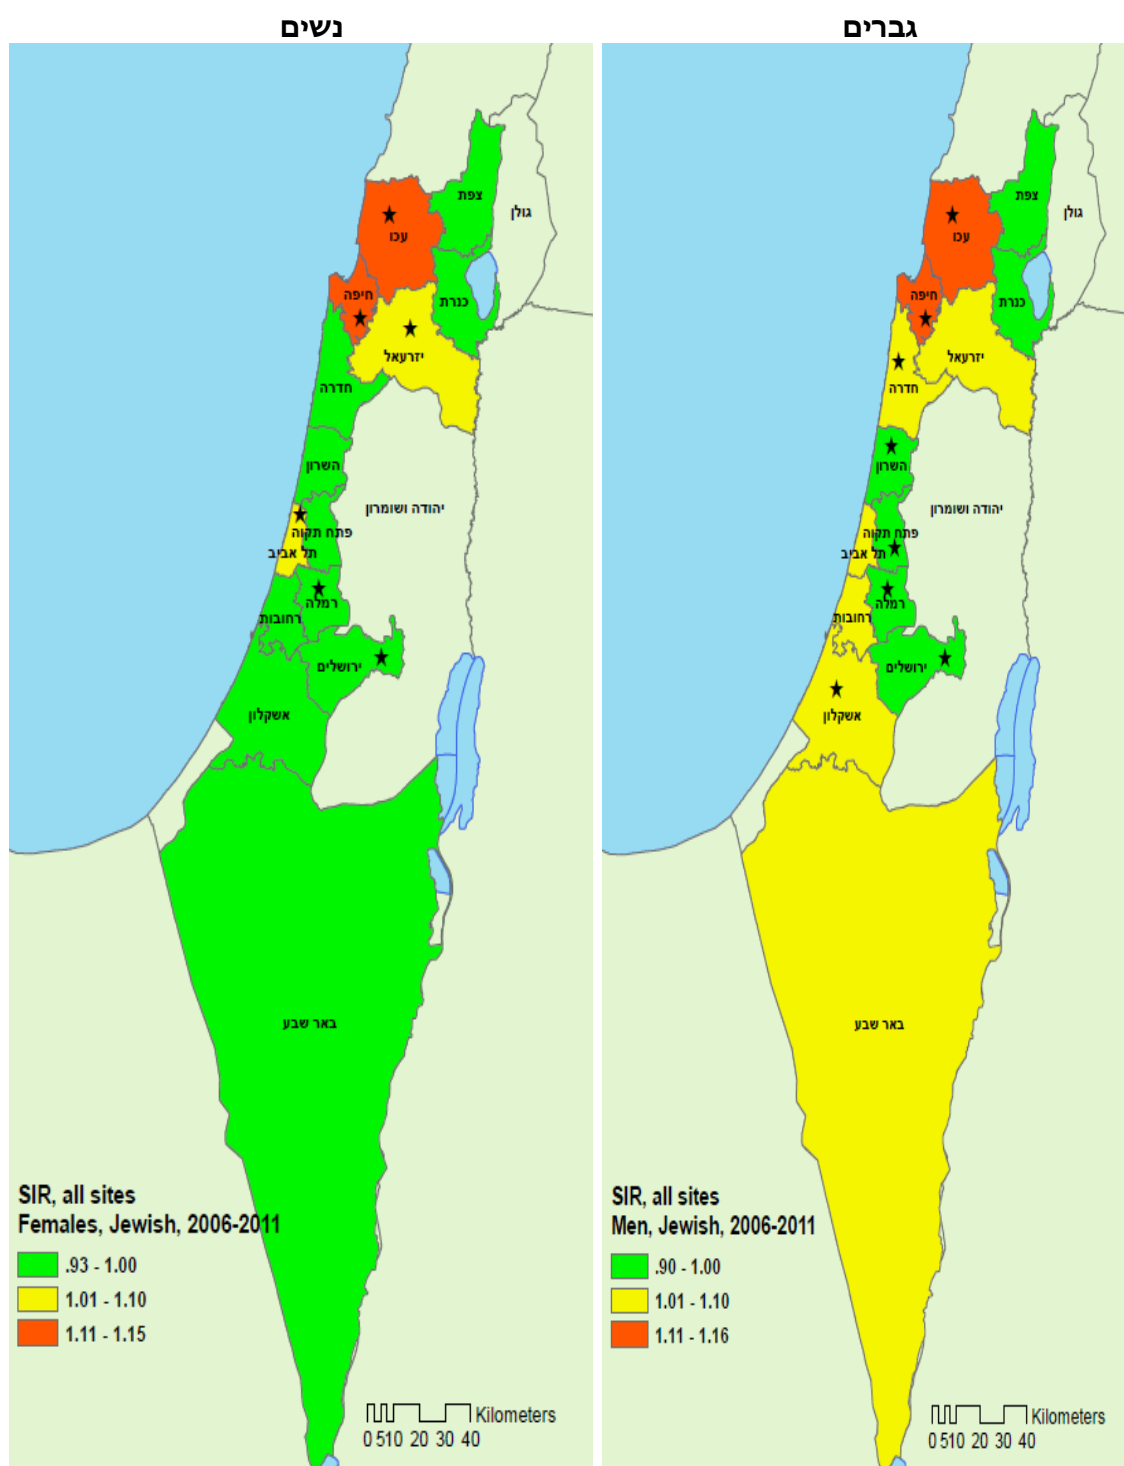 נשים
צפת
גולן
עכו
חיפה
כנרת
יזרעאל
חדרה
השרון
יהודה ושומרון
פתח תקוה
תל אביב
רמלה
רחובות
ירושלים
אשקלון
באר שבע
SIR, all sites
Females, Jewish, 2006-2011
.93 - 1.00
1.01 - 1.10
1.11 - 1.15
Kilometers
0 510 20 30 40
גברים
צפת
גולן
עכו
חיפה
כנרת
יזרעאל
חדרה
השרון
יהודה ושומרון
פתח תקוה
תל אביב
רמלה
רחובות
ירושלים
אשקלון
באר שבע
SIR, all sites
Men, Jewish, 2006-2011
.90 - 1.00
1.01 - 1.10
1.11 - 1.16
Kilometers
0 510 20 30 40